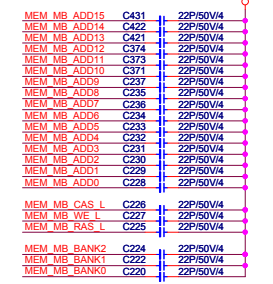 MEM_MB_ADD15 C431 22P/50V/4
MEM_MB_ADD14 C422 22P/50V/4
MEM_MB_ADD13 C421 22P/50V/4
MEM_MB_ADD12 C374 22P/50V/4
MEM_MB_ADD11 C373 22P/50V/4
MEM_MB_ADD10 C371 22P/50V/4
MEM_MB_ADD9 C237 22P/50V/4
MEM_MB_ADD8 C235 22P/50V/4
MEM_MB_ADD7 C236 22P/50V/4
MEM_MB_ADD6 C234 22P/50V/4
MEM_MB_ADD5 C233 22P/50V/4
MEM_MB_ADD4 C232 22P/50V/4
MEM_MB_ADD3 C231 22P/50V/4
MEM_MB_ADD2 C230 22P/50V/4
MEM_MB_ADD1 C229 22P/50V/4
MEM_MB_ADD0 C228 22P/50V/4
MEM_MB_CAS_L C226 22P/50V/4
MEM_MB_WE_L C227 22P/50V/4
MEM_MB_RAS_L C225 22P/50V/4
MEM_MB_BANK2 C224 22P/50V/4
MEM_MB_BANK1 C222 22P/50V/4
MEM_MB_BANK0 C220 22P/50V/4